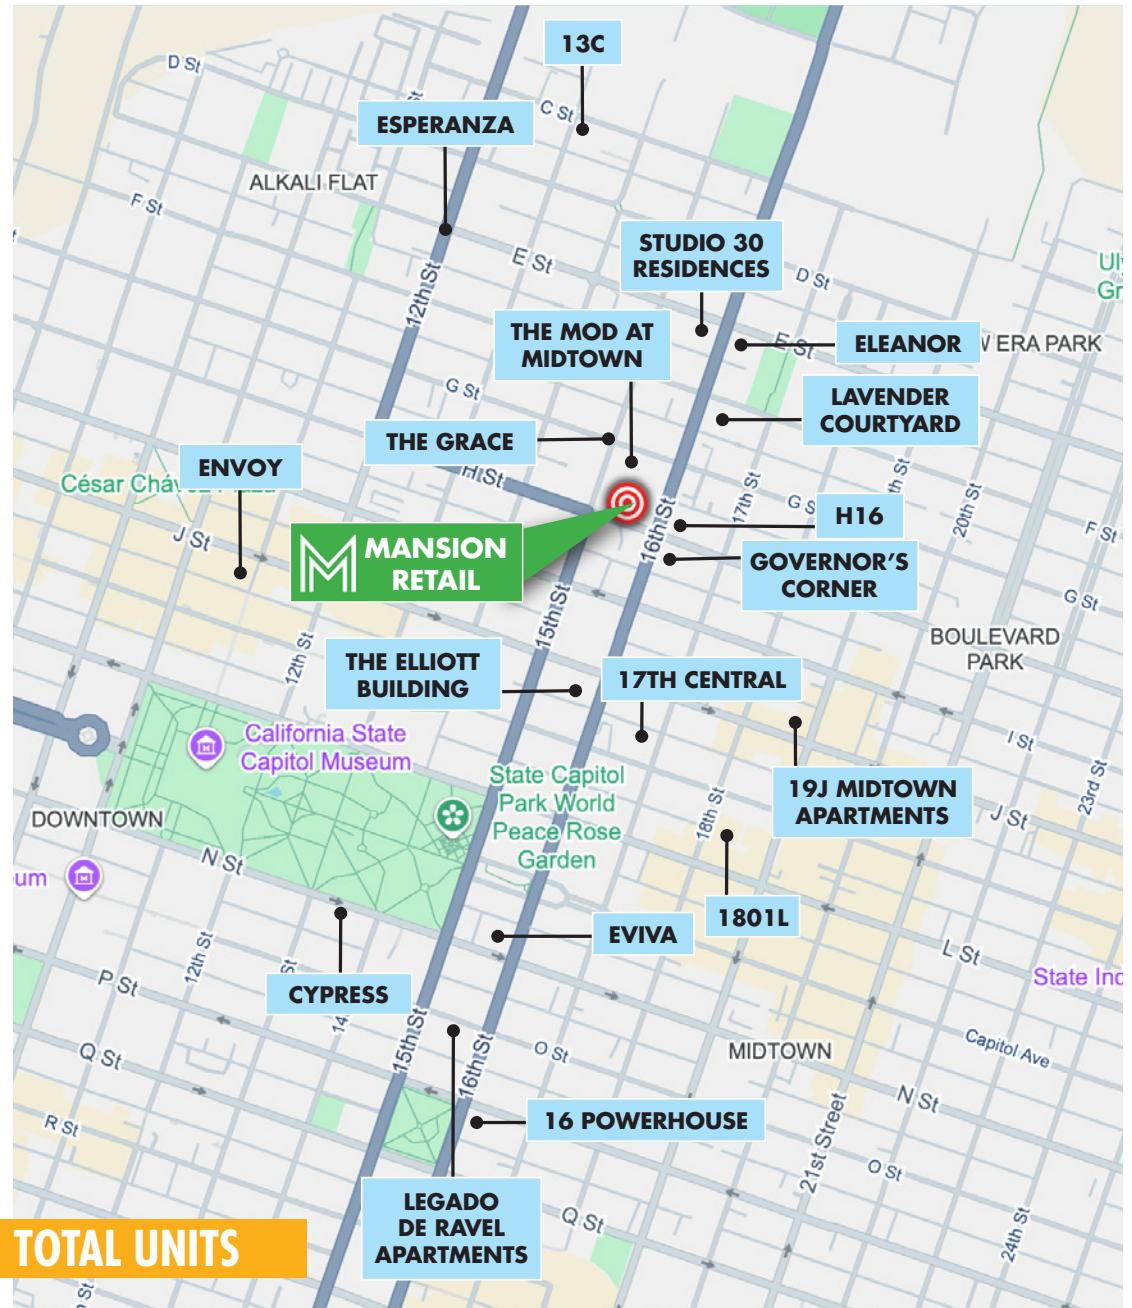 13C
D St
C St
ESPERANZA
St
ALKALI FLAT
F St
STUDIO 30
RESIDENCES
E St
D St
12th St
THE MOD AT
MIDTOWN
E St
ELEANOR
ERA PARK
G St
LAVENDER
COURTYARD
THE GRACE
ENVOY
H St
17th St
20th St
16th St
G S
H16
F St
J St
MANSION
RETAIL
GOVERNOR'S
CORNER
G St
15th St
BOULEVARD
PARK
12th St
THE ELLIOTT
BUILDING
17TH CENTRAL
California State
Capitol Museum
I St
State Capitol
Park World
Peace Rose
Garden
19J MIDTOWN
APARTMENTS
23rd St
J St
18th St
DOWNTOWN
N St
um
1801L
EVIVA
L St
12th St
State Ind
P St
CYPRESS
14
15th St
16th St
O St
MIDTOWN
Capitol Ave
Q St
N St
R St
16 POWERHOUSE
21st Street
O St
LEGADO
DE RAVEL
APARTMENTS
Q St
24th St
TOTAL UNITS